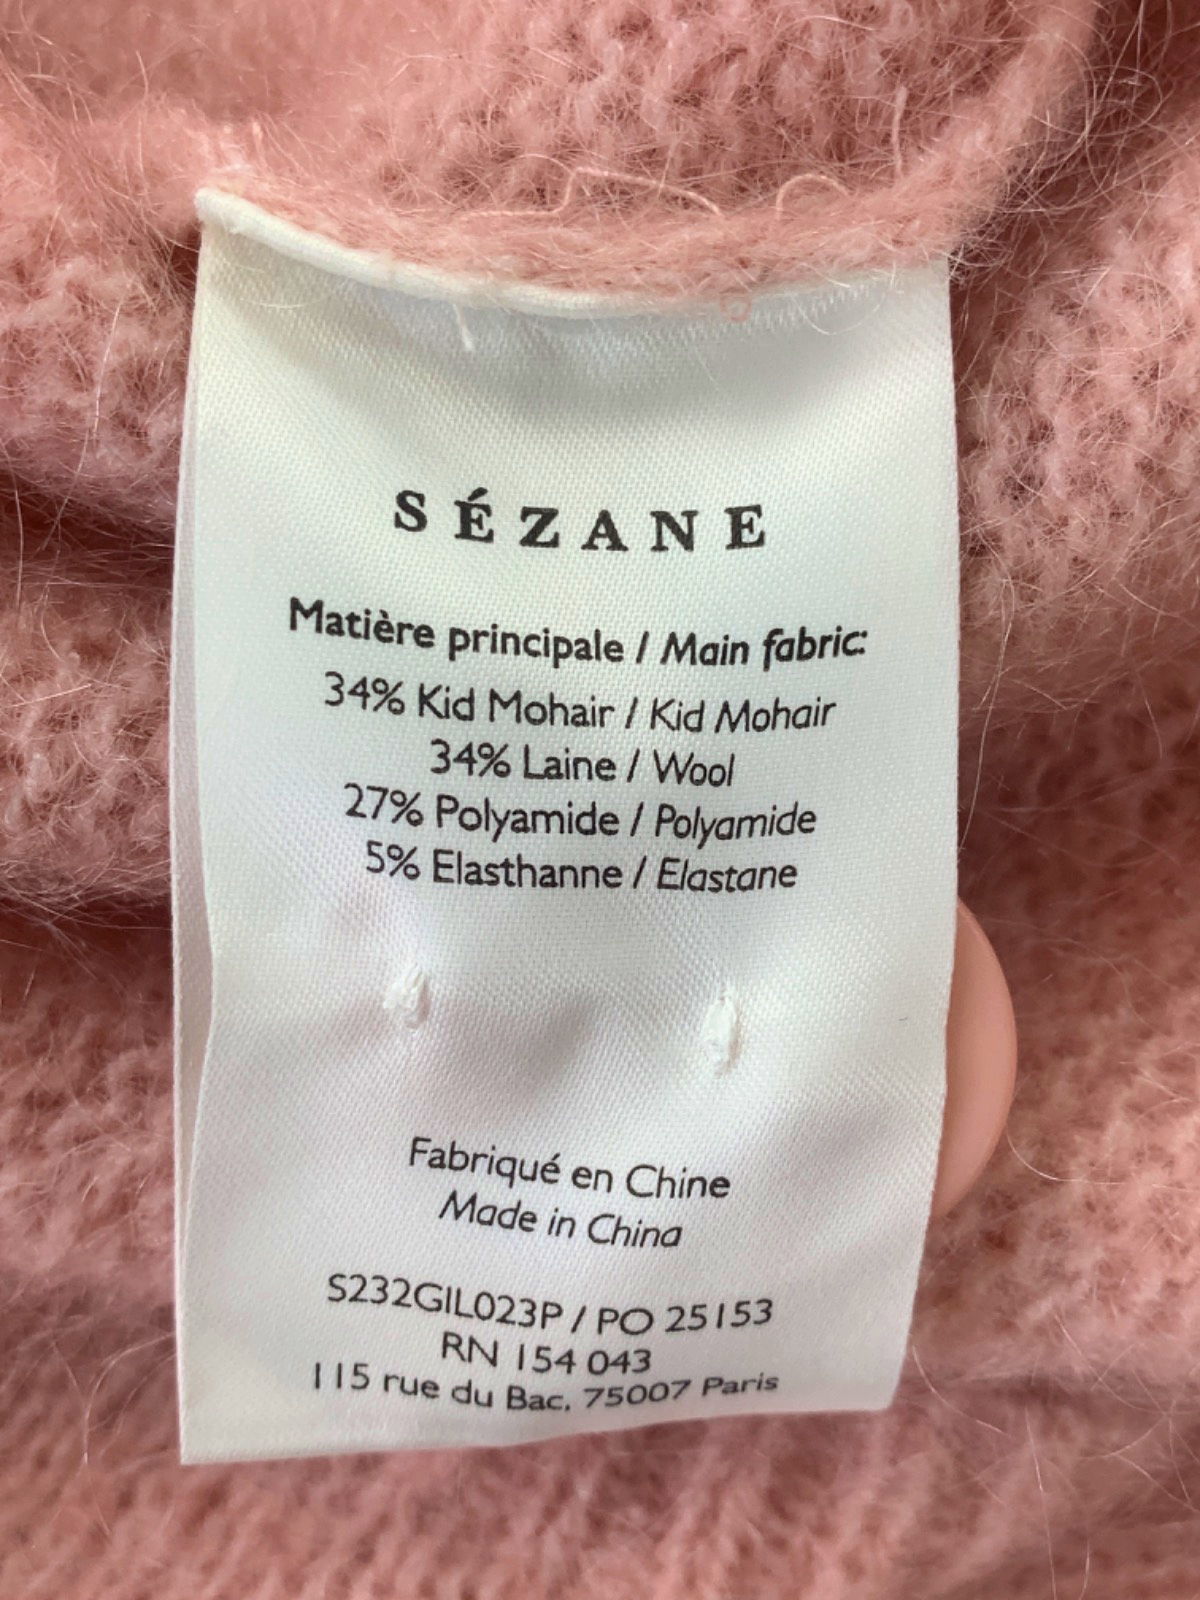 SÉZANE
Matière principale / Main fabric:
34% Kid Mohair / Kid Mohair
34% Laine / Wool
27% Polyamide / Polyamide
5% Elasthanne / Elastane
Fabriqué en Chine
Made in China
S232GIL023P / PO 25153
RN 154 043
115 rue du Bac, 75007 Paris